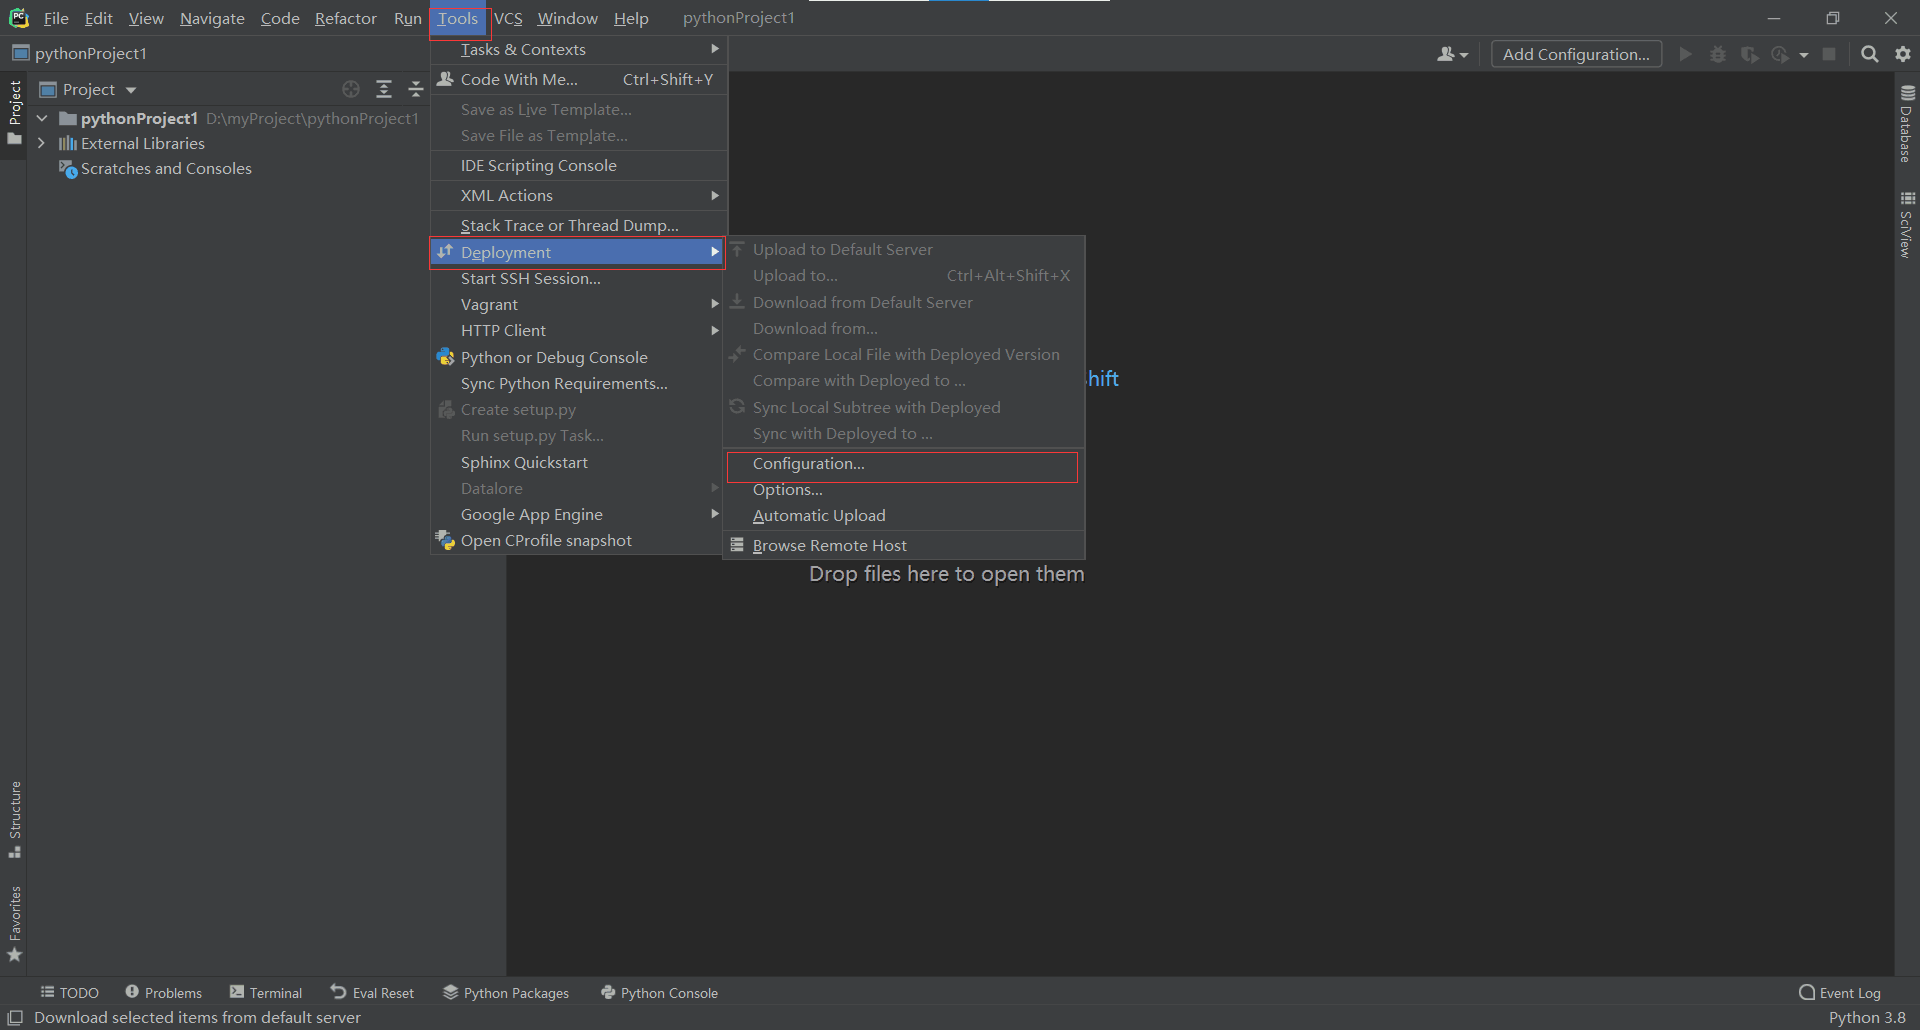 PC File Edit View Navigate Code Refactor Run Tools VCS Window Help pythonProject1
pythonProject1
Add Configuration...
Project
Project
pythonProject1 D:\myProject\pythonProject1
External Libraries
Scratches and Consoles
Tasks & Contexts
Code With Me... Ctrl+Shift+Y
Save as Live Template...
Save File as Template...
IDE Scripting Console
XML Actions
Stack Trace or Thread Dump...
Deployment
Start SSH Session...
Vagrant
HTTP Client
Python or Debug Console
Sync Python Requirements...
Create setup.py
Run setup.py Task...
Sphinx Quickstart
Datalore
Google App Engine
Open CProfile snapshot
Upload to Default Server
Upload to... Ctrl+Alt+Shift+X
Download from Default Server
Download from...
Compare Local File with Deployed Version
Compare with Deployed to ...
Sync Local Subtree with Deployed
Sync with Deployed to ...
Configuration...
Options...
Automatic Upload
Browse Remote Host
hift
Drop files here to open them
Database
SciView
Structure
Favorites
TODO Problems Terminal Eval Reset Python Packages Python Console Event Log
Download selected items from default server Python 3.8